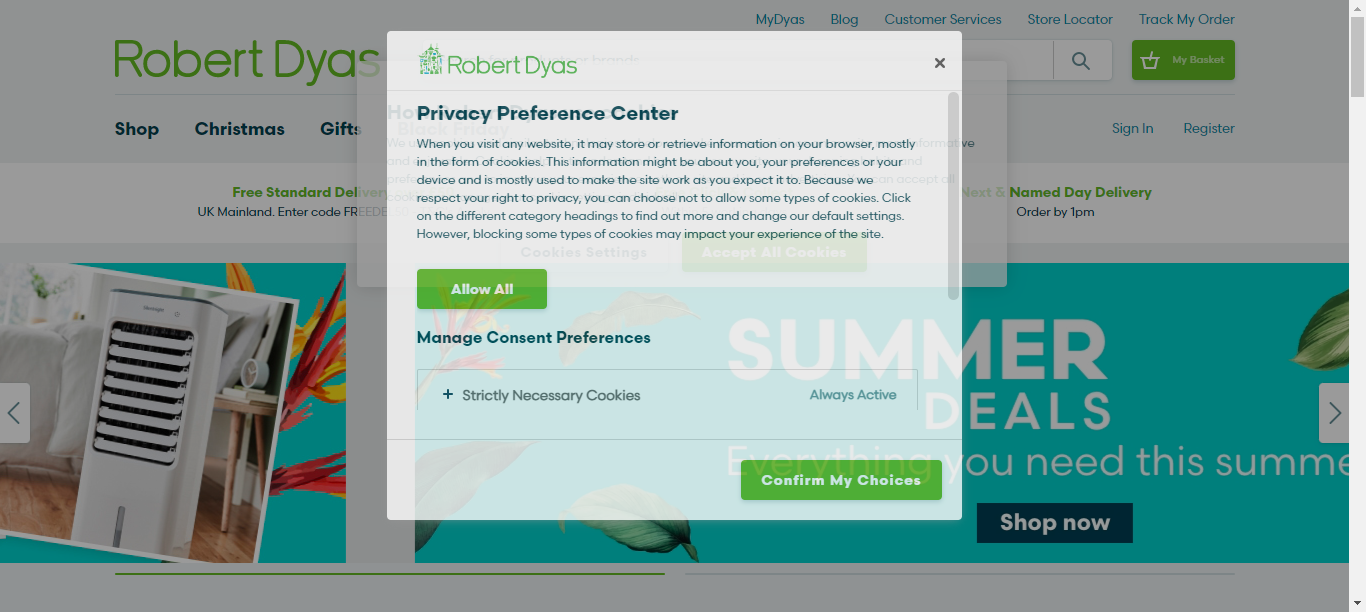 MyDyas Blog Customer Services Store Locator Track My Order
Robert Dyas
My Basket
Shop Christmas Gifts Black Friday
Sign In Register
Free Standard Delivery
UK Mainland. Enter code
Next & Named Day Delivery
Order by 1pm
Robert Dyas
Privacy Preference Center
When you visit any website, it may store or retrieve information on your browser, mostly
in the form of cookies. This information might be about you, your preferences or your
device and is mostly used to make the site work as you expect it to. Because we
respect your right to privacy, you can choose not to allow some types of cookies. Click
on the different category headings to find out more and change our default settings.
However, blocking some types of cookies may impact your experience of the site.
Cookies Settings Accept All Cookies
Allow All
Manage Consent Preferences
+ Strictly Necessary Cookies Always Active
Confirm My Choices
SUMMER
DEALS
Everything you need this summe
Shop now